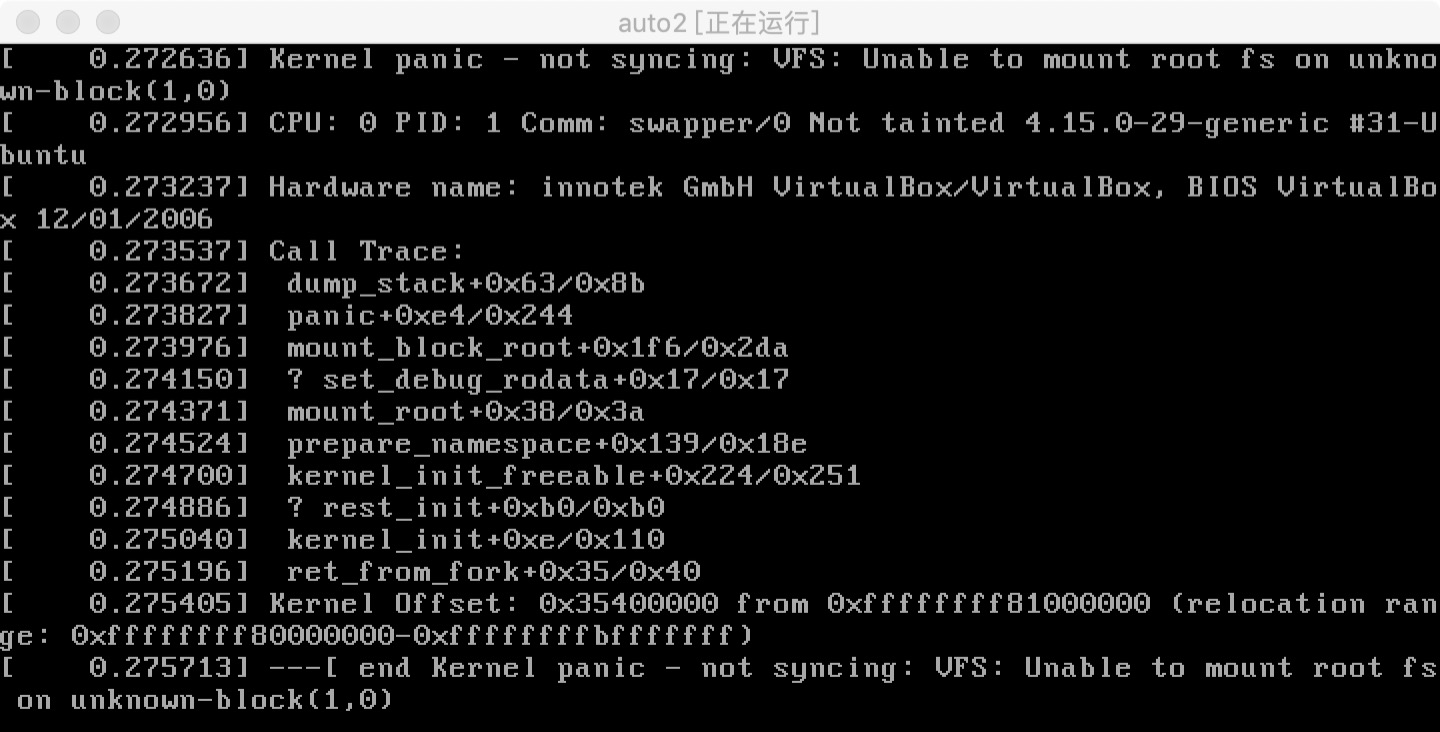 auto2 [正在运行]
[    0.272636] Kernel panic - not syncing: VFS: Unable to mount root fs on unkno
wn-block(1,0)
[    0.272956] CPU: 0 PID: 1 Comm: swapper/0 Not tainted 4.15.0-29-generic #31-U
buntu
[    0.273237] Hardware name: innotek GmbH VirtualBox/VirtualBox, BIOS VirtualBo
x 12/01/2006
[    0.273537] Call Trace:
[    0.273672]  dump_stack+0x63/0x8b
[    0.273827]  panic+0xe4/0x244
[    0.273976]  mount_block_root+0x1f6/0x2da
[    0.274150]  ? set_debug_rodata+0x17/0x17
[    0.274371]  mount_root+0x38/0x3a
[    0.274524]  prepare_namespace+0x139/0x18e
[    0.274700]  kernel_init_freeable+0x224/0x251
[    0.274886]  ? rest_init+0xb0/0xb0
[    0.275040]  kernel_init+0xe/0x110
[    0.275196]  ret_from_fork+0x35/0x40
[    0.275405] Kernel Offset: 0x35400000 from 0xffffffff81000000 (relocation ran
ge: 0xffffffff80000000-0xffffffffbfffffff)
[    0.275713] ---[ end Kernel panic - not syncing: VFS: Unable to mount root fs
 on unknown-block(1,0)